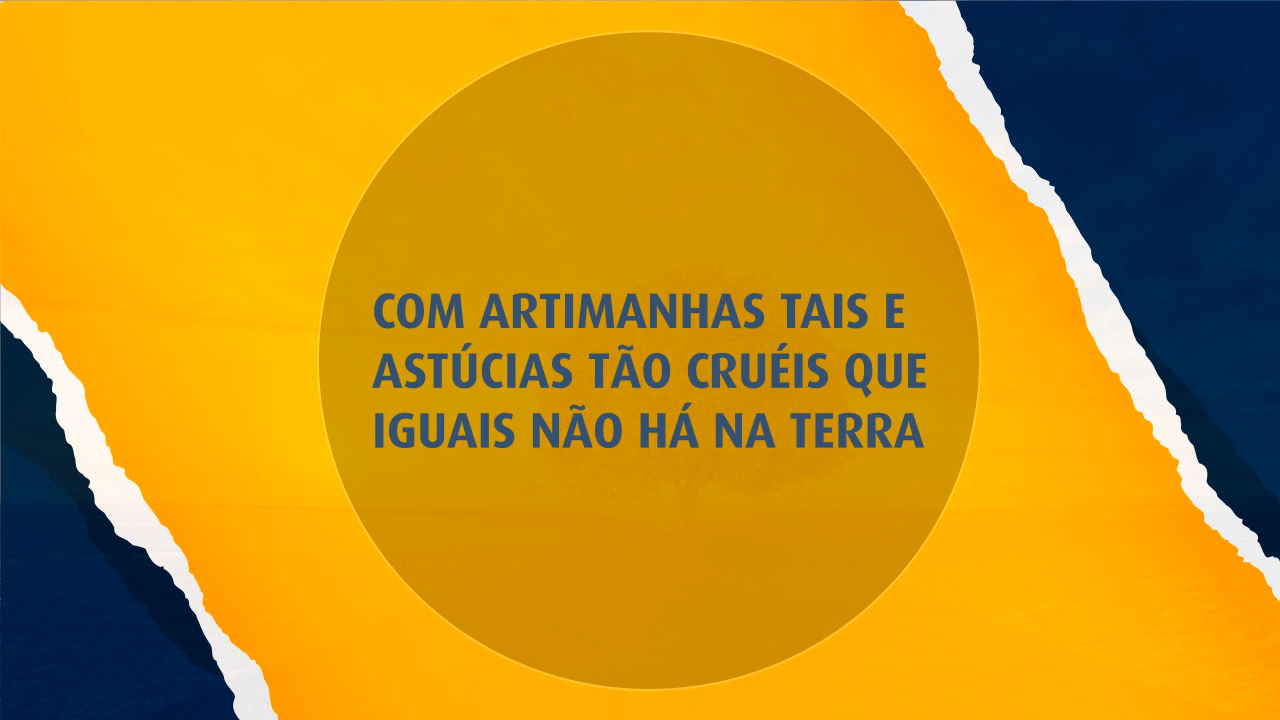 COM ARTIMANHAS TAIS E
ASTÚCIAS TÃO CRUÉIS QUE
IGUAIS NÃO HÁ NA TERRA